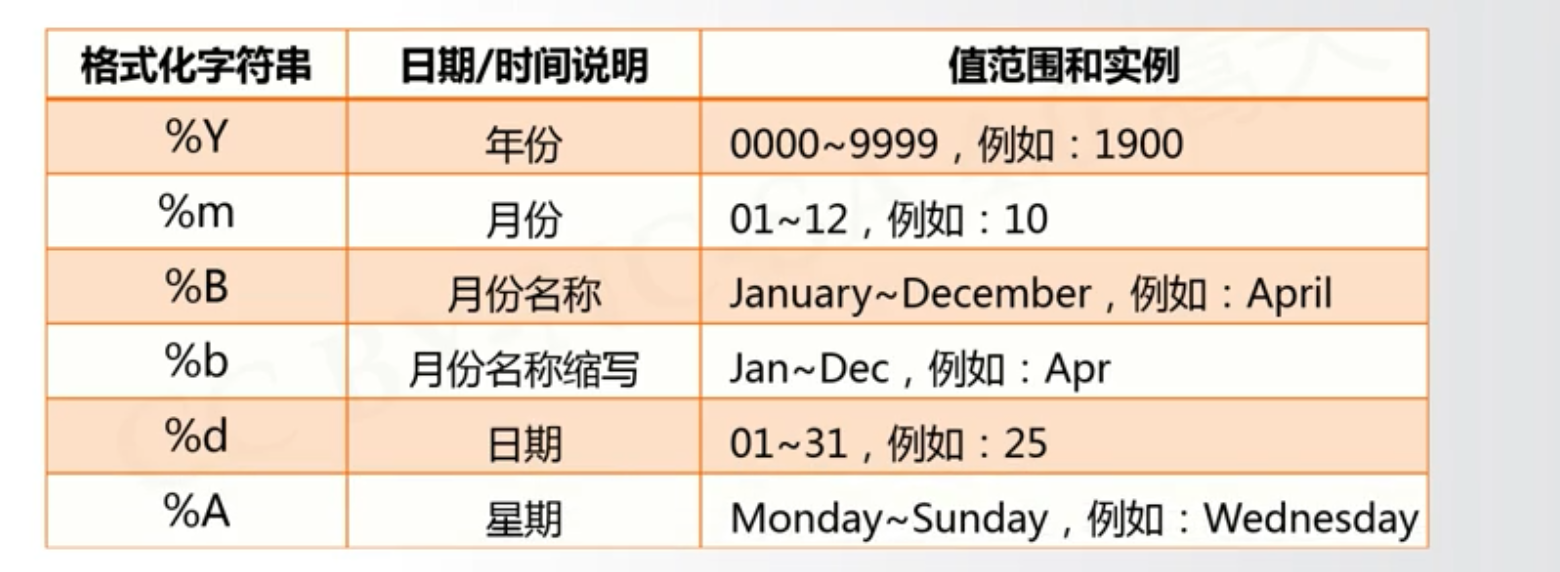 格式化字符串 日期/时间说明 值范围和实例
%Y 年份 0000~9999，例如：1900
%m 月份 01~12，例如：10
%B 月份名称 January~December，例如：April
%b 月份名称缩写 Jan~Dec，例如：Apr
%d 日期 01~31，例如：25
%A 星期 Monday~Sunday，例如：Wednesday